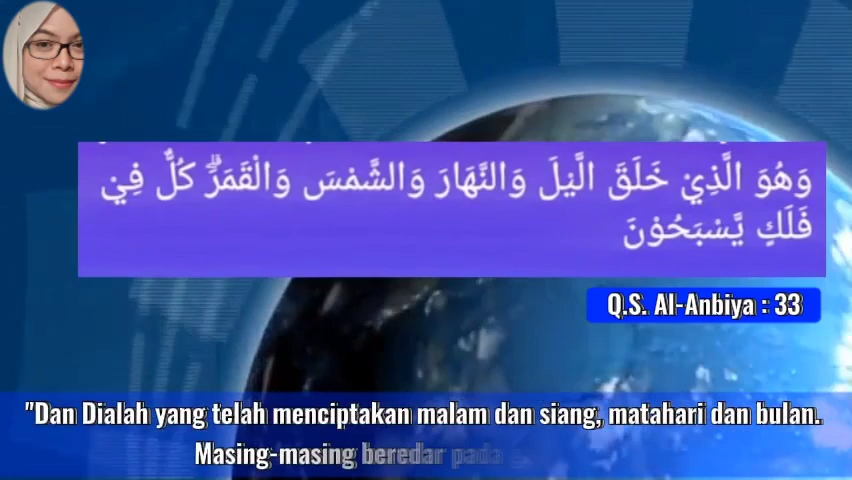 وَهُوَ الَّذِيْ خَلَقَ الَّيْلَ وَالنَّهَارَ وَالشَّمْسَ وَالْقَمَرَۗ كُلٌّ فِيْ
فَلَكٍ يَّسْبَحُوْنَ
Q.S. Al-Anbiya : 33
"Dan Dialah yang telah menciptakan malam dan siang, matahari dan bulan.
Masing-masing beredar pada